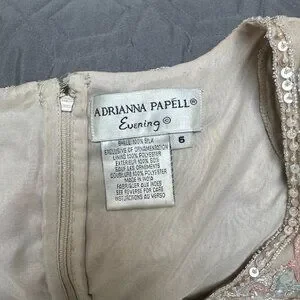 ADRIANNA PAPELL®
Evening©
6
SHELL 100% SILK
EXCLUSIVE OF ORNAMENTATION
LINING 100% POLYESTER
EXTERIEUR 100% SOIE
SAUF LES ORNEMENTS
DOUBLURE 100% POLYESTER
MADE IN INDIA
FABRIQUER AUX INDES
SEE REVERSE FOR CARE
INSTRUCTIONS AU VERSO